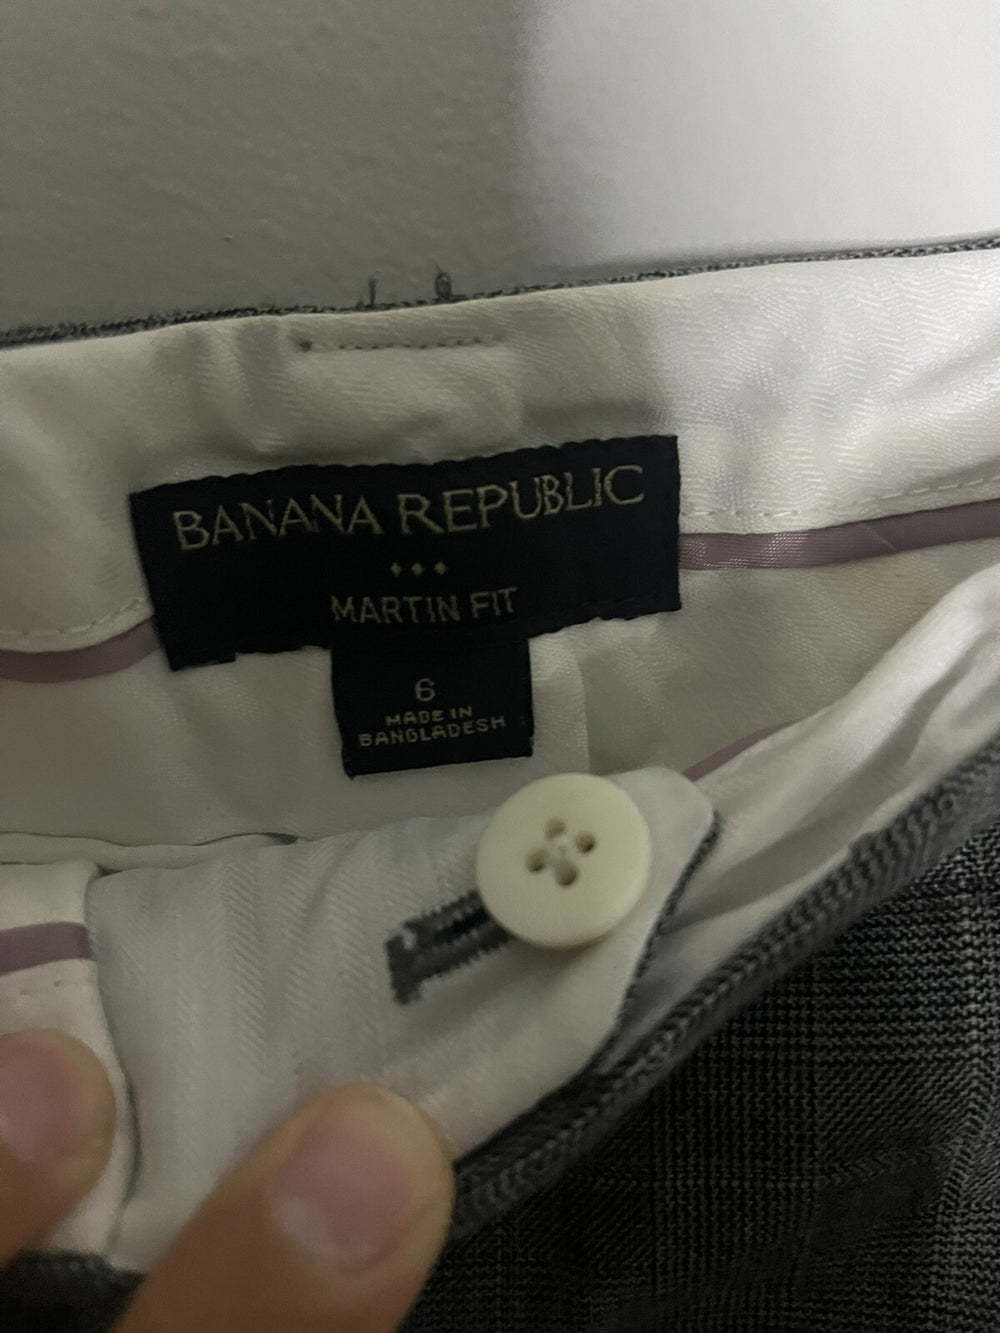 BANANA REPUBLIC
MARTIN FIT
6
MADE IN
BANGLADESH